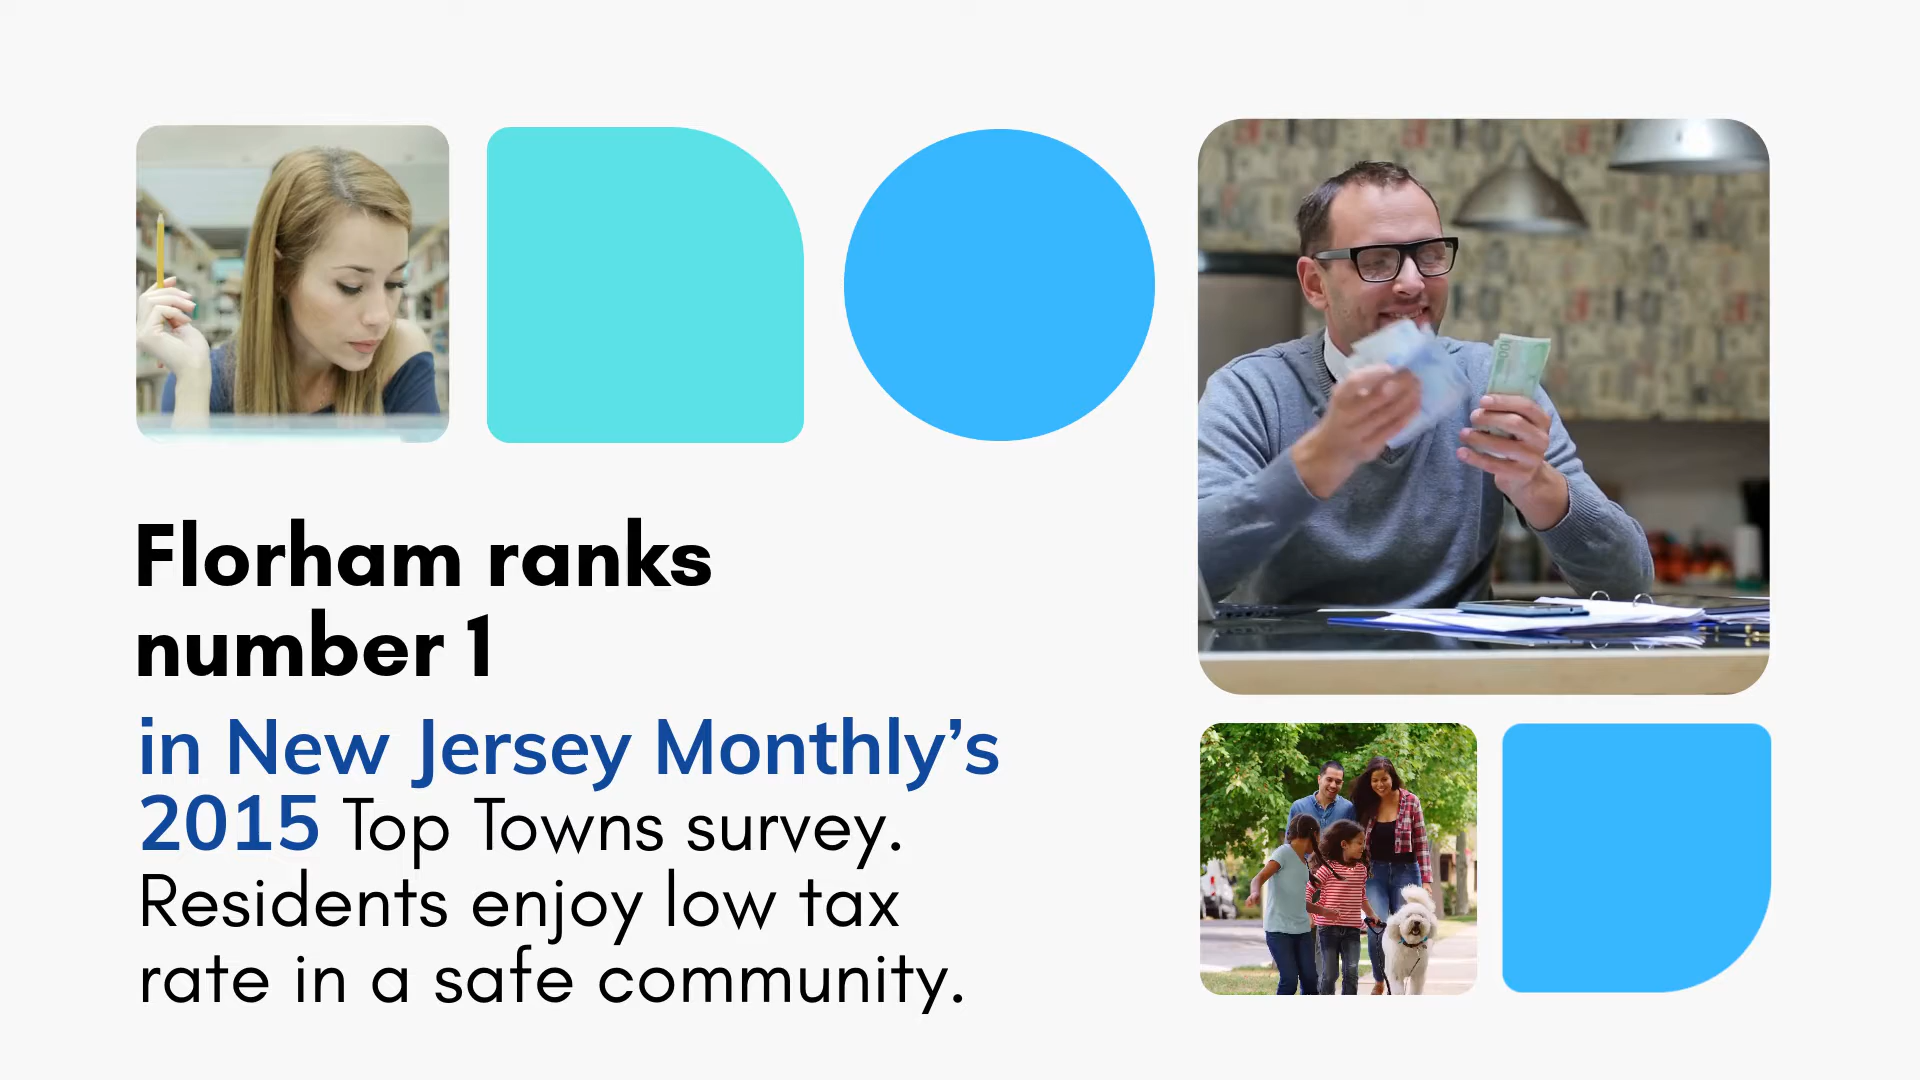 Florham ranks
number 1
in New Jersey Monthly’s
2015 Top Towns survey.
Residents enjoy low tax
rate in a safe community.
100